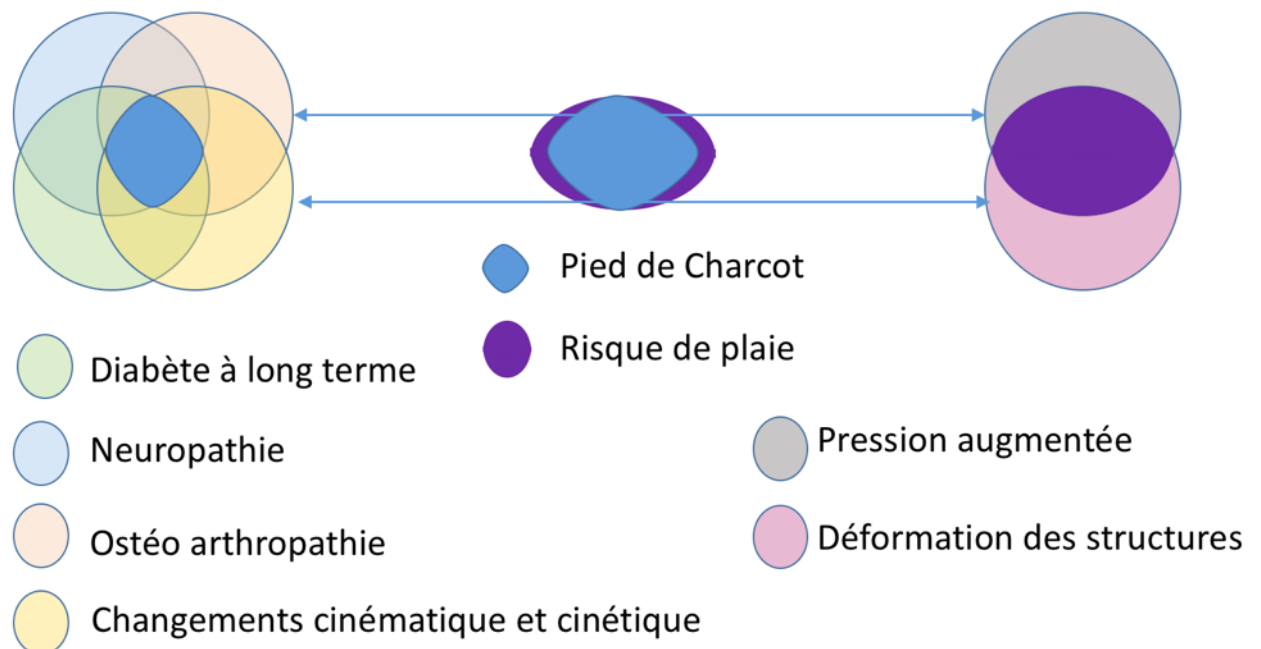 Pied de Charcot
Risque de plaie
Diabète à long terme
Neuropathie
Ostéo arthropathie
Changements cinématique et cinétique
Pression augmentée
Déformation des structures